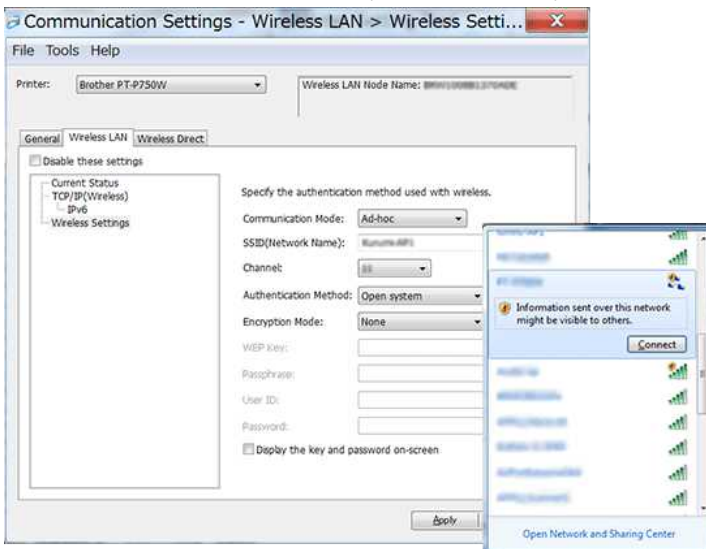 Communication Settings - Wireless LAN > Wireless Setti...
File Tools Help
Printer: Brother PT-P750W
Wireless LAN Node Name:
General Wireless LAN Wireless Direct
Disable these settings
Current Status
TCP/IP(Wireless)
IPv6
Wireless Settings
Specify the authentication method used with wireless.
Communication Mode: Ad-hoc
SSID(Network Name):
Channel:
Authentication Method: Open system
Encryption Mode: None
WEP Key:
Passphrase:
User ID:
Password:
Display the key and password on-screen
Apply
Information sent over this network
might be visible to others.
Connect
Open Network and Sharing Center